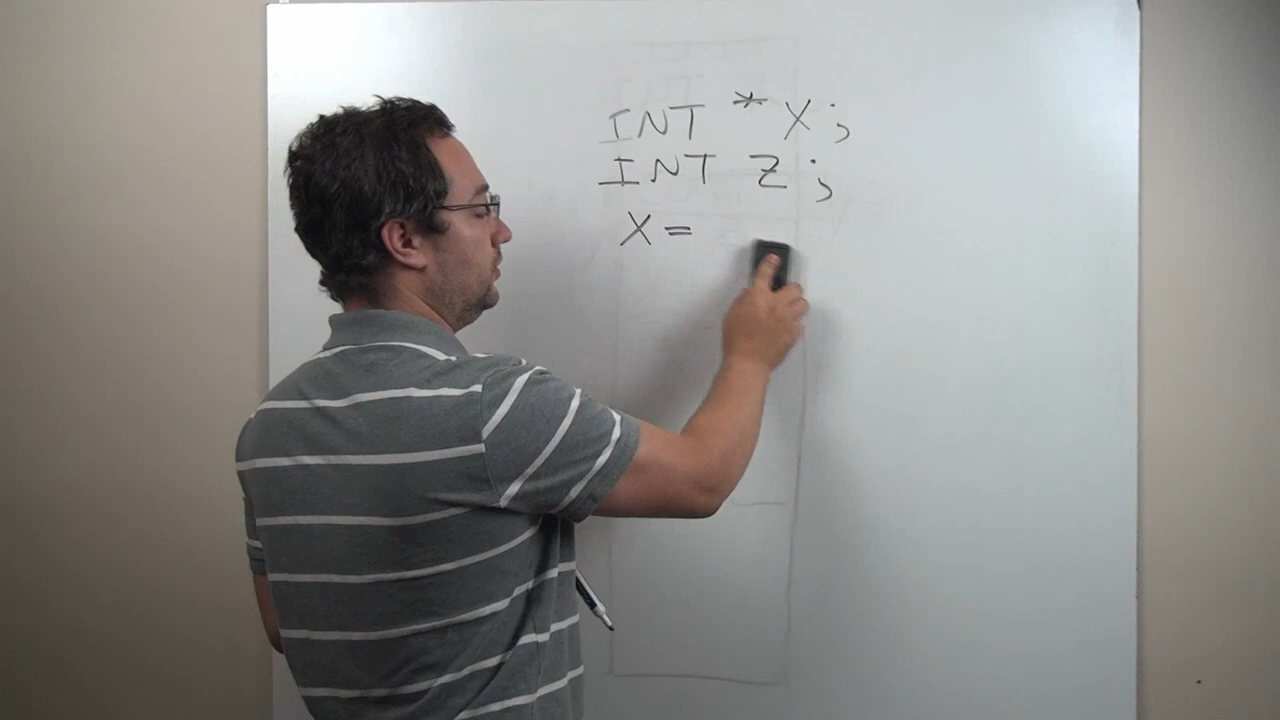 INT *X;
INT Z;
X=